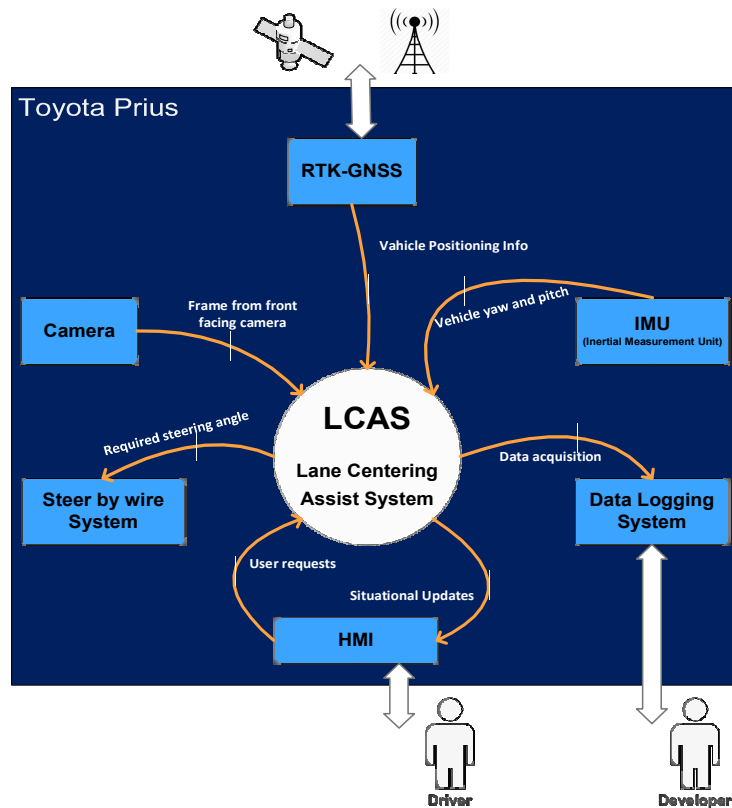 Toyota Prius
RTK-GNSS
Vahicle Positioning Info
Frame from front
facing camera
Vehicle yaw and pitch
Camera
IMU
(Inertial Measurement Unit)
LCAS
Lane Centering
Assist System
Required steering angle
Data acquisition
Steer by wire
System
Data Logging
System
User requests
Situational Updates
HMI
Driver
Developer